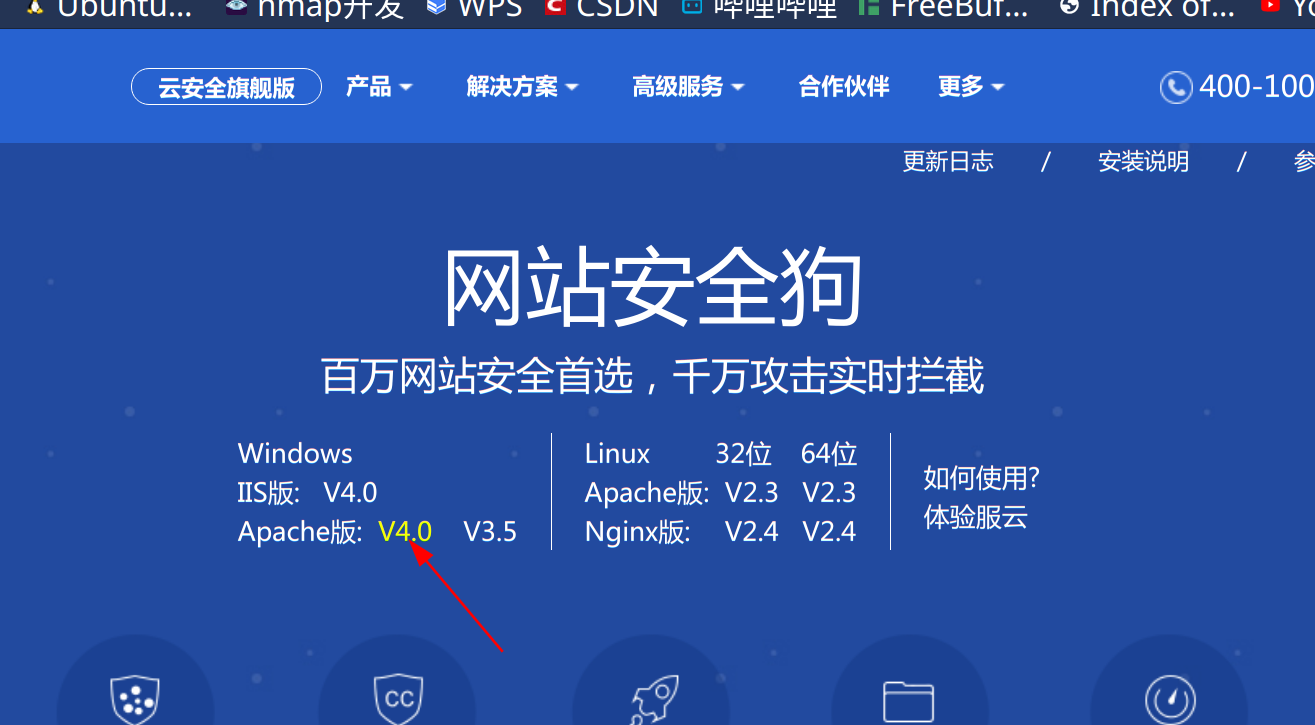 Ubuntu... nmap开发 WPS CSDN 哔哩哔哩 FreeBuf... Index of...
云安全旗舰版 产品 解决方案 高级服务 合作伙伴 更多 400-100
更新日志 / 安装说明 / 参
网站安全狗
百万网站安全首选，千万攻击实时拦截
Windows
IIS版: V4.0
Apache版: V4.0 V3.5
Linux 32位 64位
Apache版: V2.3 V2.3
Nginx版: V2.4 V2.4
如何使用?
体验服云
CC